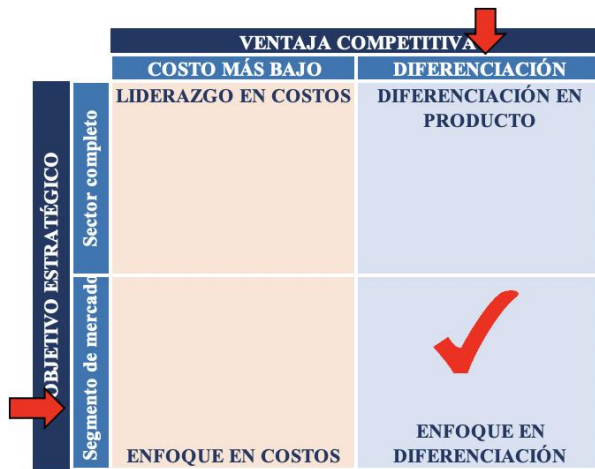 VENTAJA COMPETITIVA
COSTO MÁS BAJO
DIFERENCIACIÓN
OBJETIVO ESTRATÉGICO
Sector completo
LIDERAZGO EN COSTOS
DIFERENCIACIÓN EN
PRODUCTO
Segmento de mercado
ENFOQUE EN COSTOS
ENFOQUE EN
DIFERENCIACIÓN